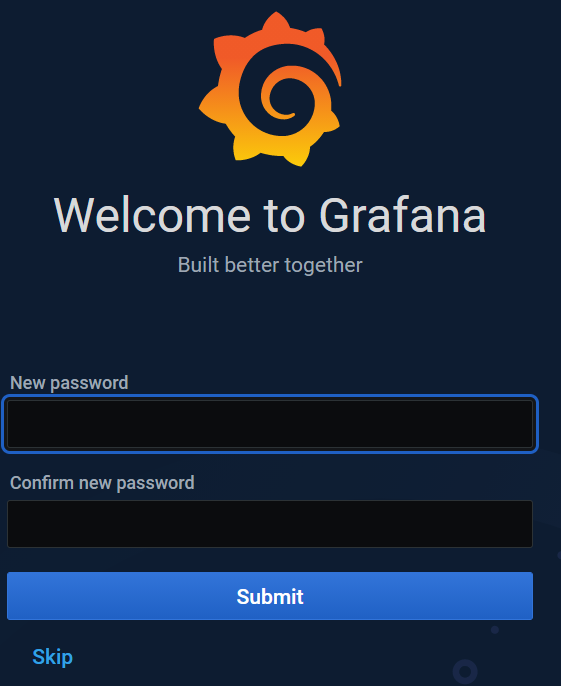 Welcome to Grafana
Built better together
New password
Confirm new password
Submit
Skip